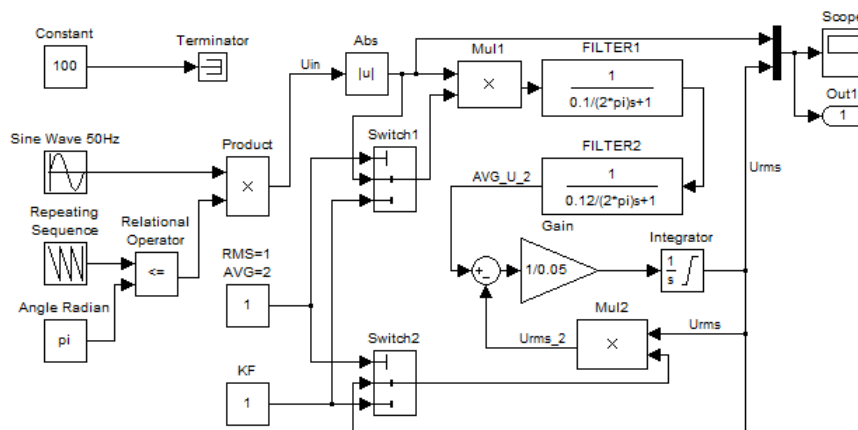 Constant
100
Terminator
Uin
Abs
|u|
Mul1
×
FILTER1
1
0.1/(2*pi)s+1
Scope
Out1
1
Sine Wave 50Hz
Product
×
Switch1
FILTER2
1
0.12/(2*pi)s+1
AVG_U_2
Urms
Repeating
Sequence
Relational
Operator
<=
RMS=1
AVG=2
1
Gain
1/0.05
Integrator
1
s
Angle Radian
pi
Mul2
×
Urms
Urms_2
Switch2
KF
1